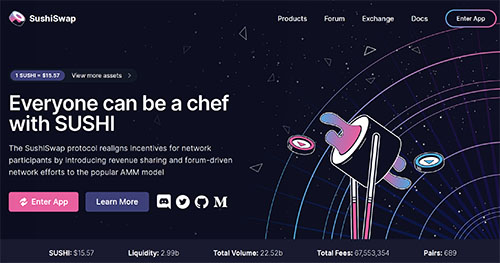 SushiSwap
Products Forum Exchange Docs Enter App
1 SUSHI = $15.57 View more assets
Everyone can be a chef
with SUSHI
The SushiSwap protocol realigns incentives for network
participants by introducing revenue sharing and forum-driven
network efforts to the popular AMM model
Enter App Learn More
SUSHI: $15.57 Liquidity: 2.99b Total Volume: 22.52b Total Fees: 67,553,354 Pairs: 689